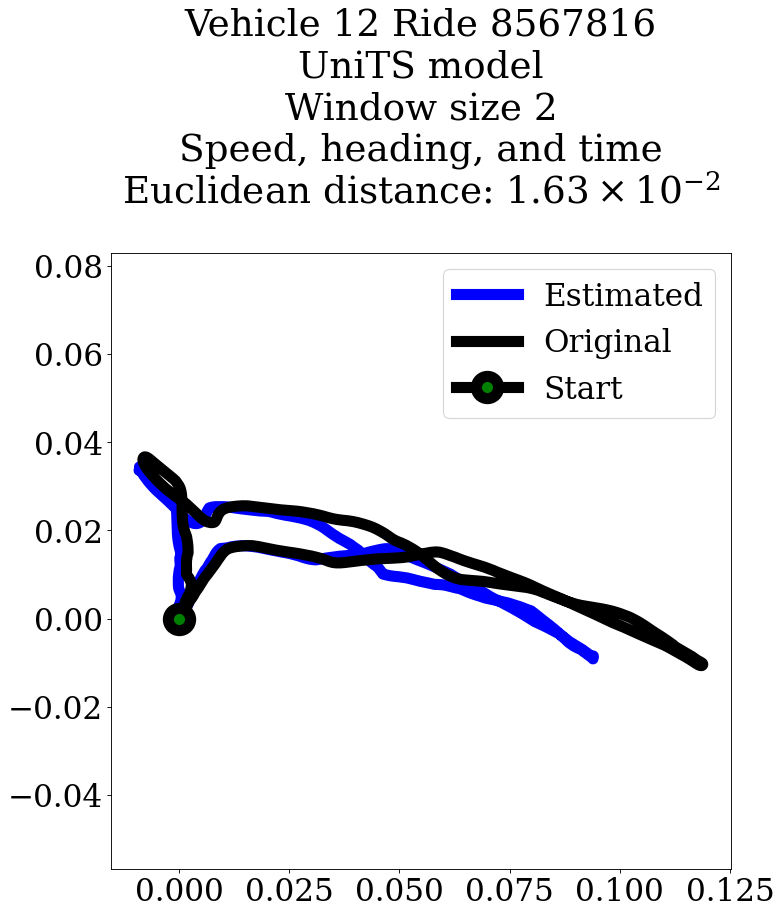 Vehicle 12 Ride 8567816
UniTS model
Window size 2
Speed, heading, and time
Euclidean distance: 1.63 × 10⁻²
Estimated
Original
Start
0.08
0.06
0.04
0.02
0.00
−0.02
−0.04
0.000 0.025 0.050 0.075 0.100 0.125